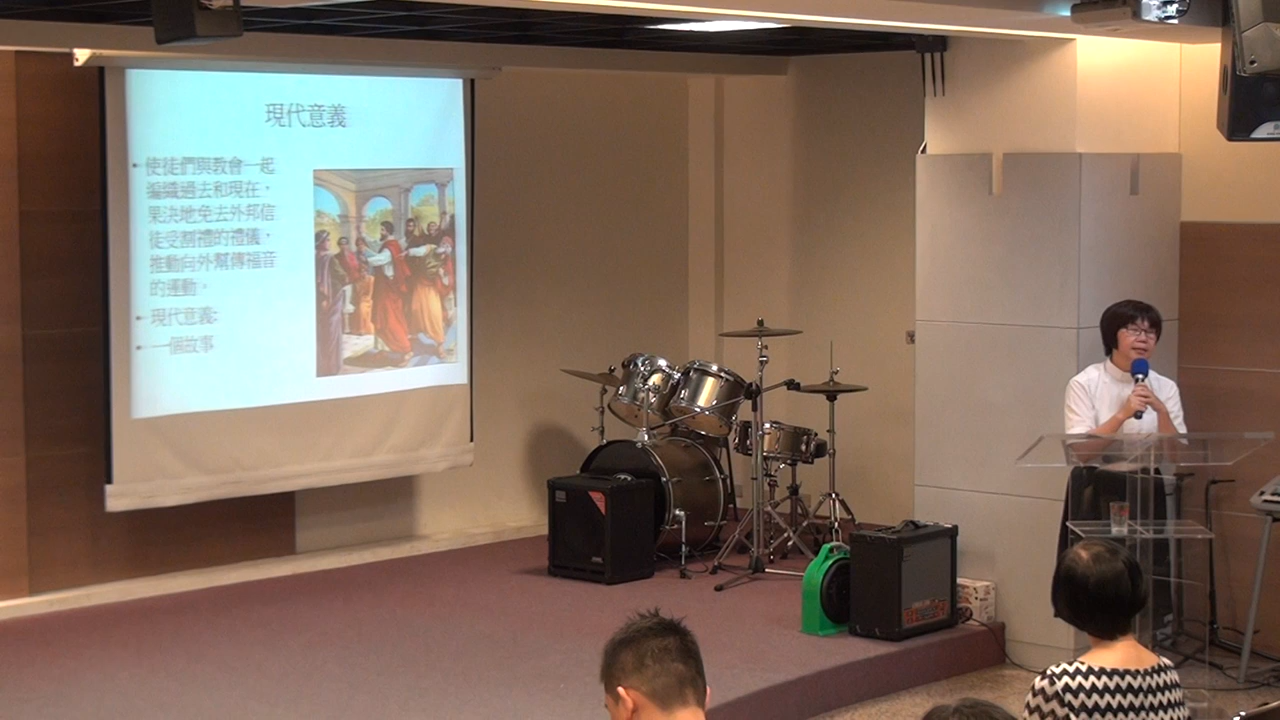 現代意義
• 使徒們與教會一起
編織過去和現在，
果決地免去外邦信
徒受割禮的禮儀，
推動向外幫傳福音
的運動。
• 現代意義:
• 一個故事